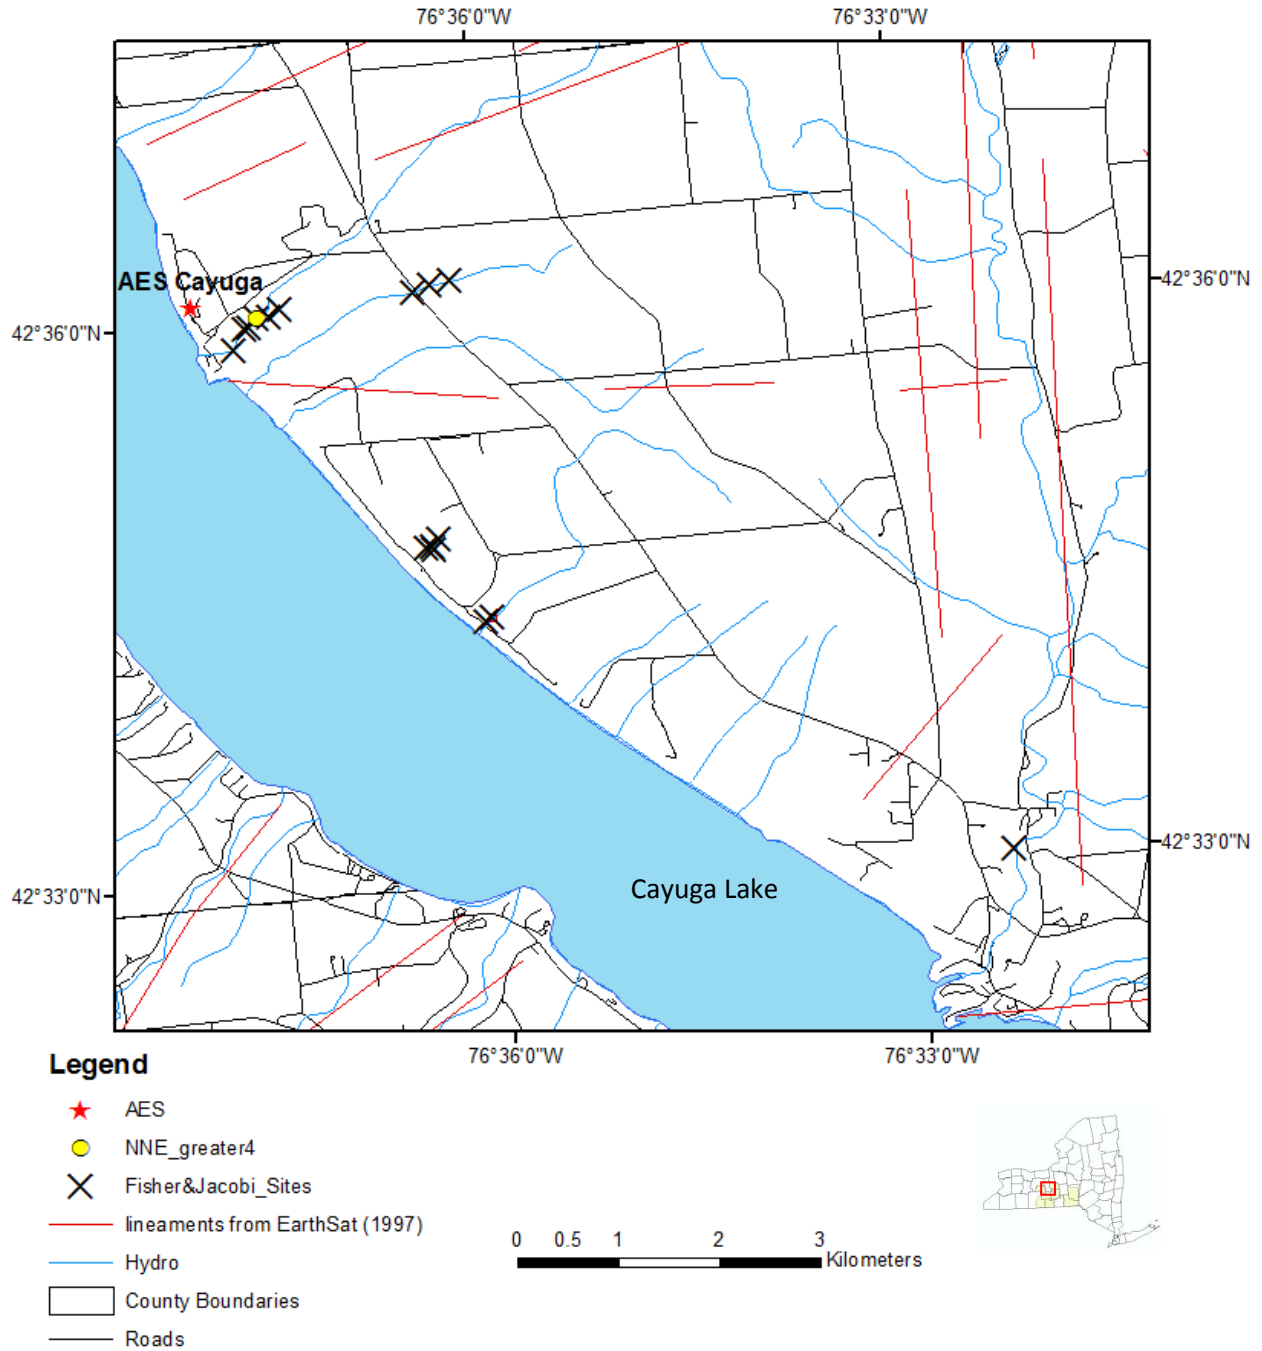 76°36'0"W 76°33'0"W
AES Cayuga
42°36'0"N
42°36'0"N
42°33'0"N
Cayuga Lake
42°33'0"N
76°36'0"W 76°33'0"W
Legend
AES
NNE_greater4
Fisher&Jacobi_Sites
lineaments from EarthSat (1997)
Hydro
County Boundaries
Roads
0 0.5 1 2 3
Kilometers